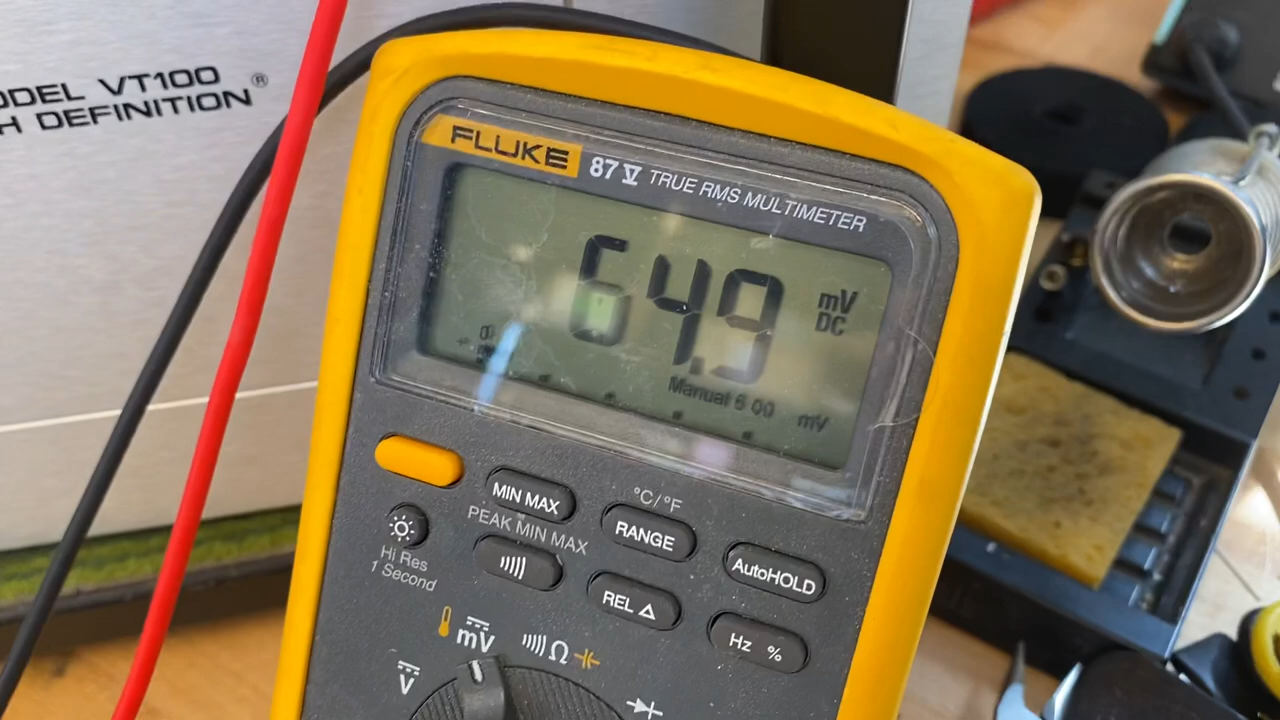 ODEL VT100
H DEFINITION®
FLUKE 87 V TRUE RMS MULTIMETER
64.9 mV
DC
Manual 6 00 mV
MIN MAX
PEAK MIN MAX
°C/°F
RANGE
AutoHOLD
Hi Res
1 Second
REL △
Hz %
mV
Ω
V